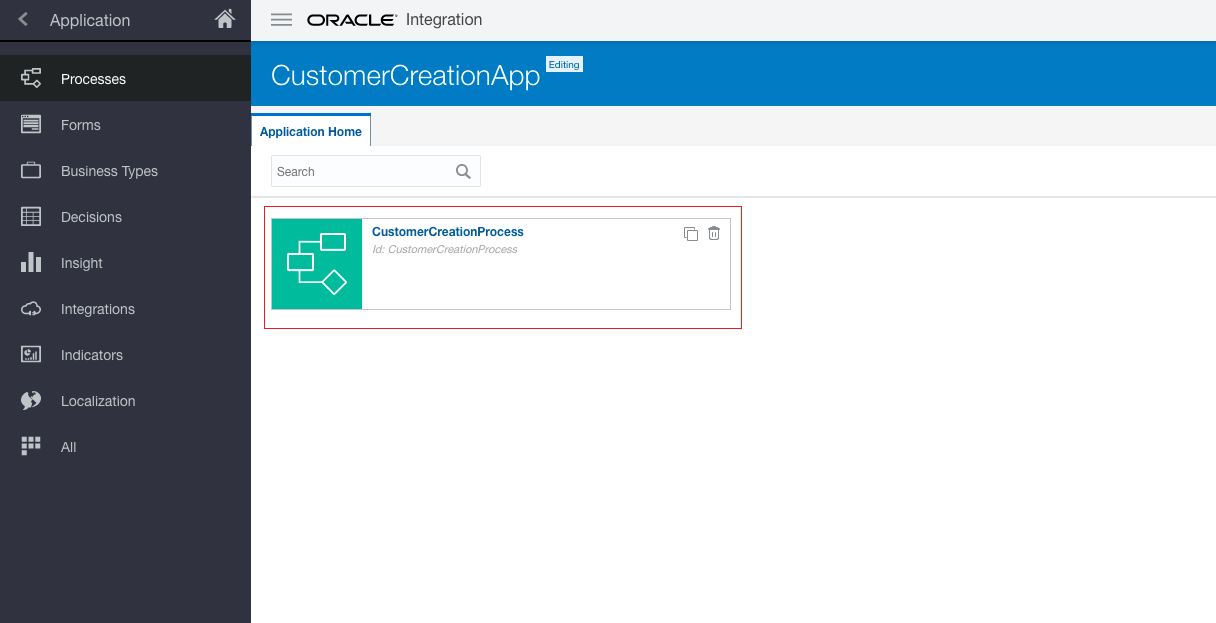 Application
ORACLE Integration
CustomerCreationApp Editing
Processes
Forms
Business Types
Decisions
Insight
Integrations
Indicators
Localization
All
Application Home
Search
CustomerCreationProcess
Id: CustomerCreationProcess